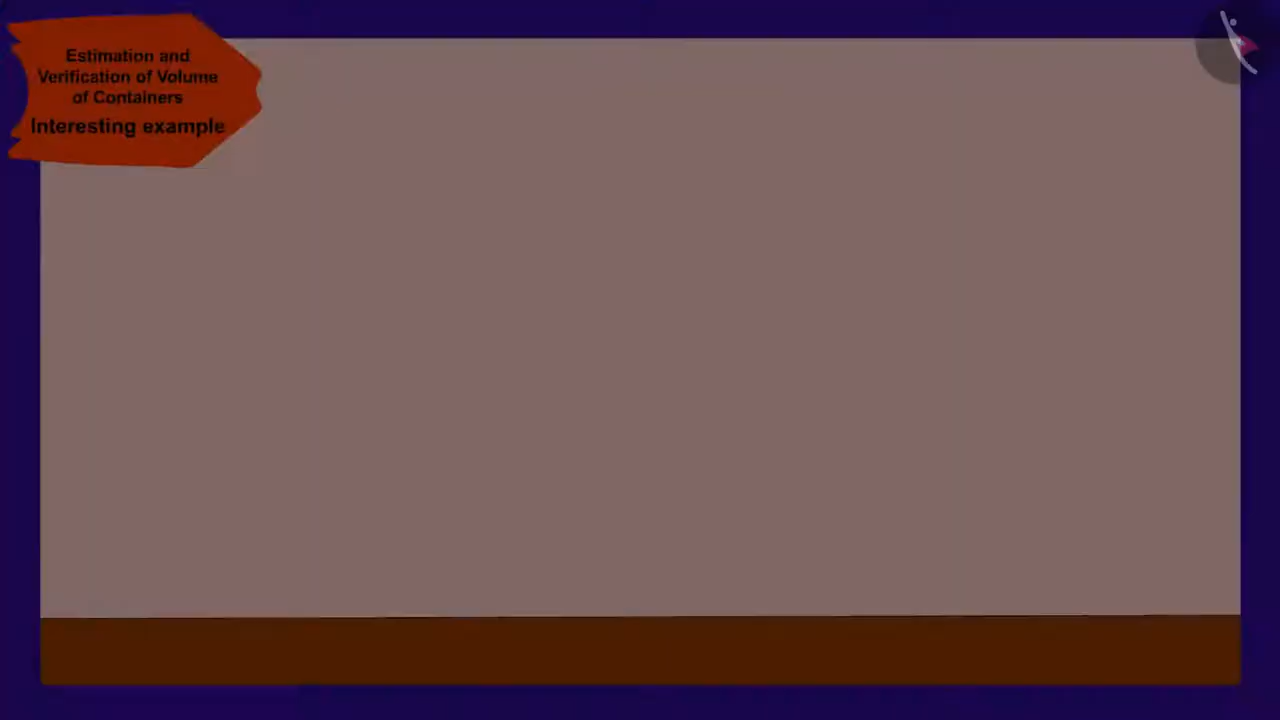 Estimation and
Verification of Volume
of Containers
Interesting example